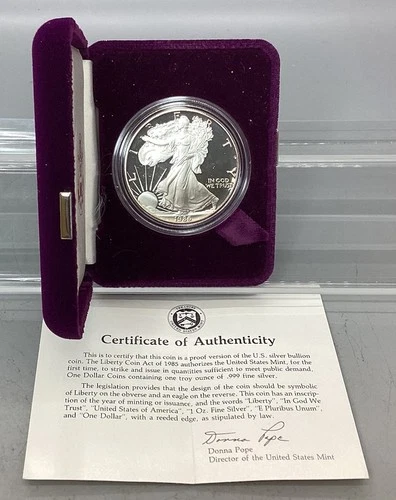 LIBERTY
IN GOD
WE TRUST
1986
Certificate of Authenticity
This is to certify that this coin is a proof version of the U.S. silver bullion
coin. The Liberty Coin Act of 1985 authorizes the United States Mint, for the
first time, to strike and issue in quantities sufficient to meet public demand,
One Dollar Coins containing one troy ounce of .999 fine silver.
The legislation provides that the design of the coin should be symbolic
of Liberty on the obverse and an eagle on the reverse. This coin has an inscrip-
tion of the year of minting or issuance, and the words "Liberty", "In God We
Trust", "United States of America", "1 Oz. Fine Silver", "E Pluribus Unum",
and "One Dollar", with a reeded edge, as stipulated by law.
Donna Pope
Donna Pope
Director of the United States Mint